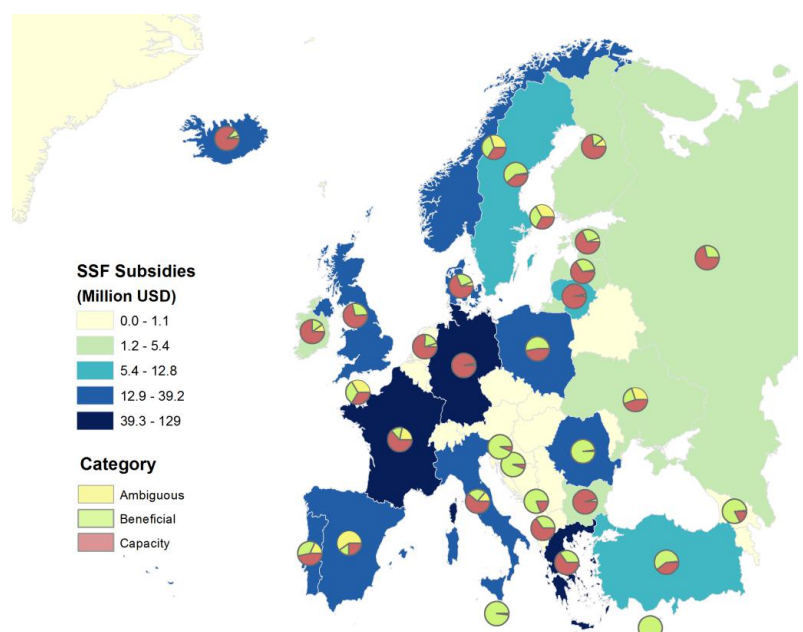 SSF Subsidies
(Million USD)
0.0 - 1.1
1.2 - 5.4
5.4 - 12.8
12.9 - 39.2
39.3 - 129
Category
Ambiguous
Beneficial
Capacity